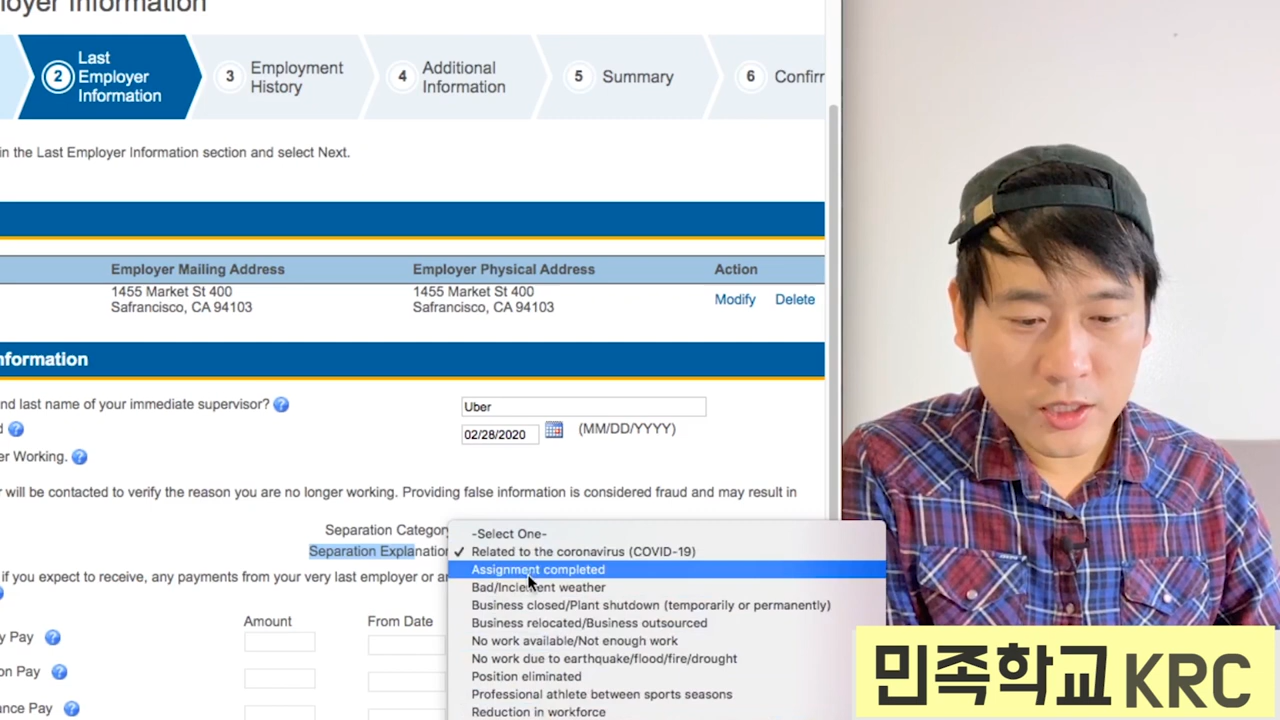 loyer Information
2 Last Employer Information
3 Employment History
4 Additional Information
5 Summary
6 Confirr
in the Last Employer Information section and select Next.
Employer Mailing Address Employer Physical Address Action
1455 Market St 400 1455 Market St 400 Modify Delete
Safrancisco, CA 94103 Safrancisco, CA 94103
nformation
nd last name of your immediate supervisor? Uber
d 02/28/2020 (MM/DD/YYYY)
er Working.
r will be contacted to verify the reason you are no longer working. Providing false information is considered fraud and may result in
Separation Category
Separation Explanation
-Select One-
✓ Related to the coronavirus (COVID-19)
Assignment completed
Bad/Inclement weather
Business closed/Plant shutdown (temporarily or permanently)
Business relocated/Business outsourced
No work available/Not enough work
No work due to earthquake/flood/fire/drought
Position eliminated
Professional athlete between sports seasons
Reduction in workforce
if you expect to receive, any payments from your very last employer or an
Amount From Date
y Pay
on Pay
nce Pay
민족학교 KRC